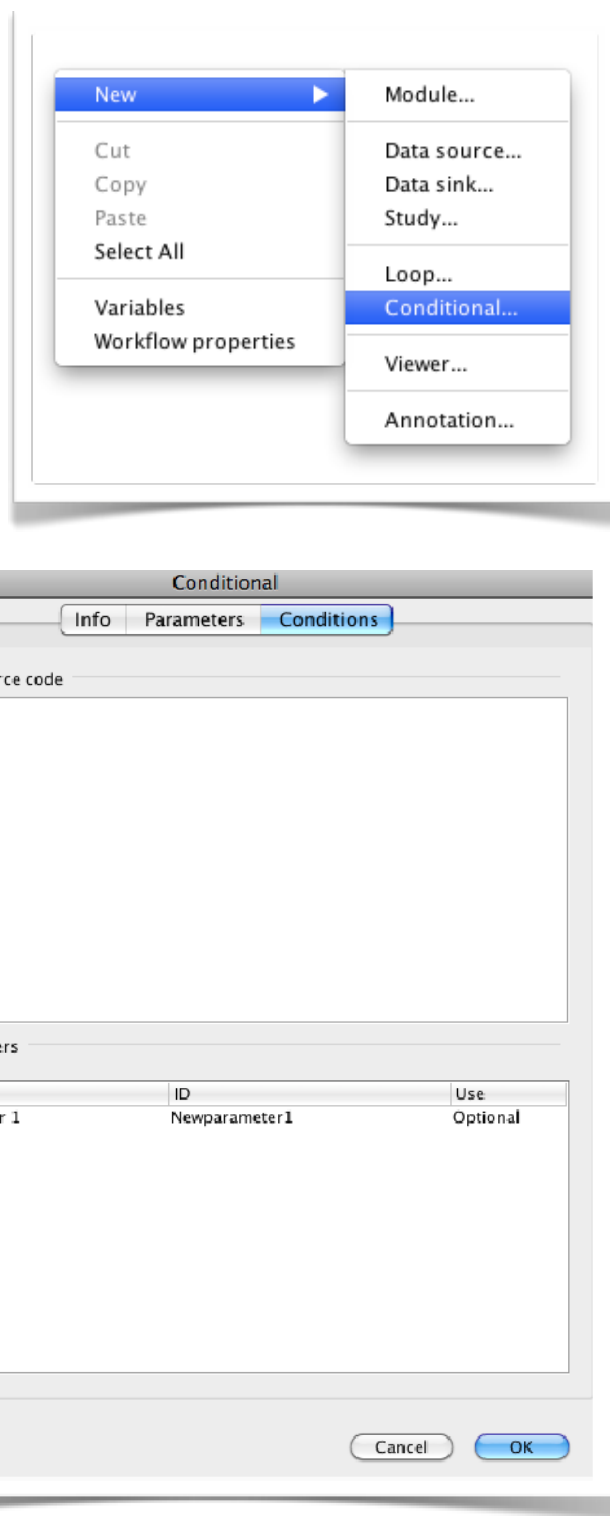 New
Cut
Copy
Paste
Select All
Variables
Workflow properties
Module...
Data source...
Data sink...
Study...
Loop...
Conditional...
Viewer...
Annotation...
Conditional
Info Parameters Conditions
rce code
ers
ID Use
r 1 Newparameter1 Optional
Cancel OK